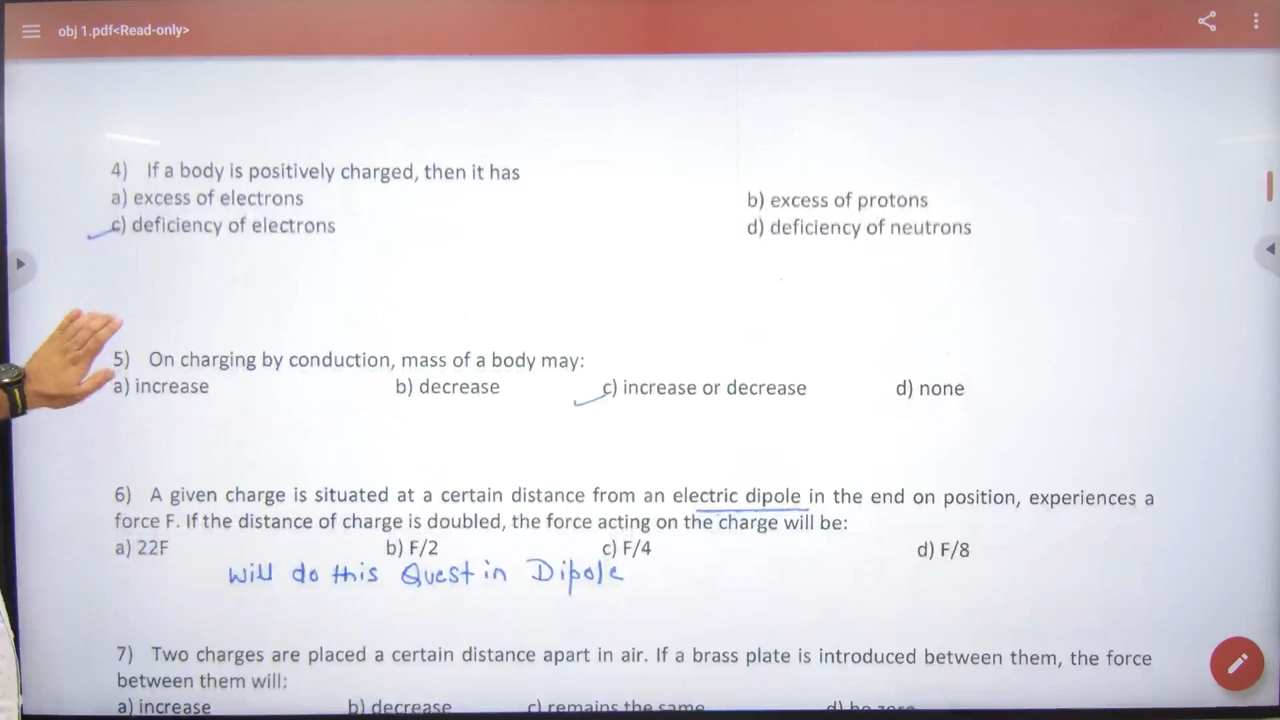 obj 1.pdf<Read-only>
4) If a body is positively charged, then it has
a) excess of electrons b) excess of protons
c) deficiency of electrons d) deficiency of neutrons
5) On charging by conduction, mass of a body may:
a) increase b) decrease c) increase or decrease d) none
6) A given charge is situated at a certain distance from an electric dipole in the end on position, experiences a
force F. If the distance of charge is doubled, the force acting on the charge will be:
a) 22F b) F/2 c) F/4 d) F/8
Will do this Quest in Dipole
7) Two charges are placed a certain distance apart in air. If a brass plate is introduced between them, the force
between them will:
a) increase b) decrease c) remains the same d) be zero